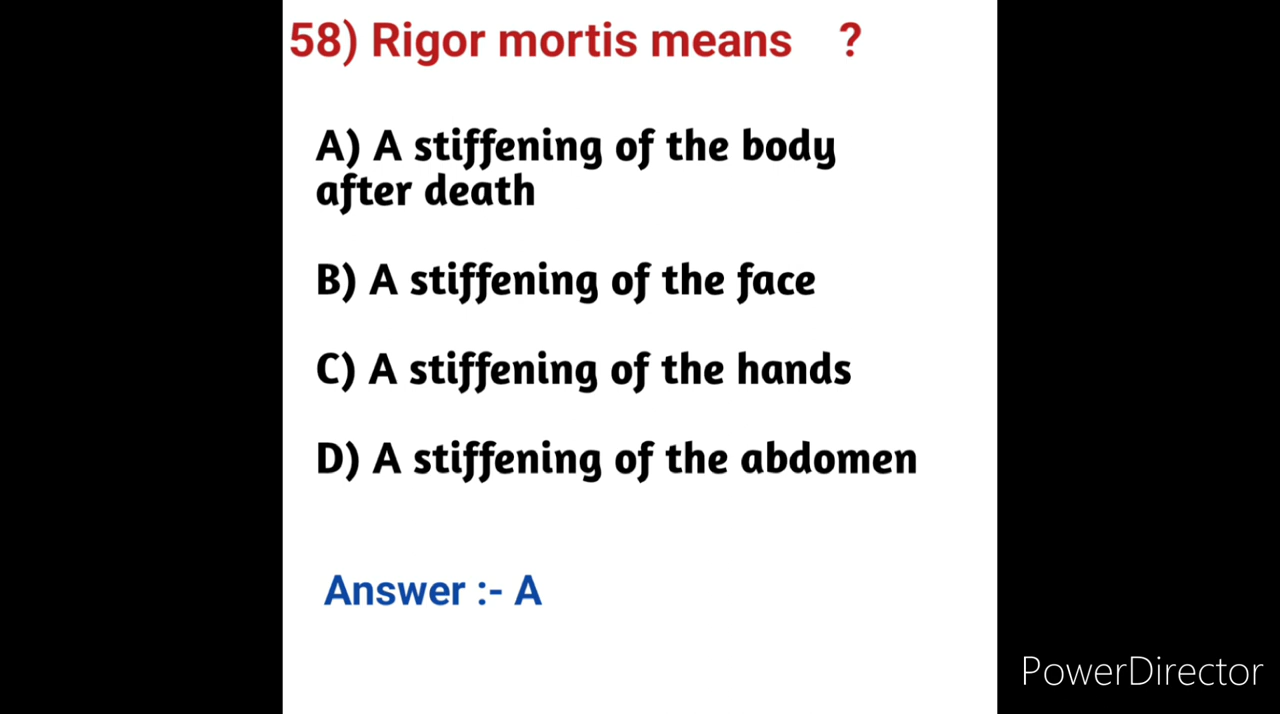 58) Rigor mortis means ?
A) A stiffening of the body
after death
B) A stiffening of the face
C) A stiffening of the hands
D) A stiffening of the abdomen
Answer :- A
PowerDirector